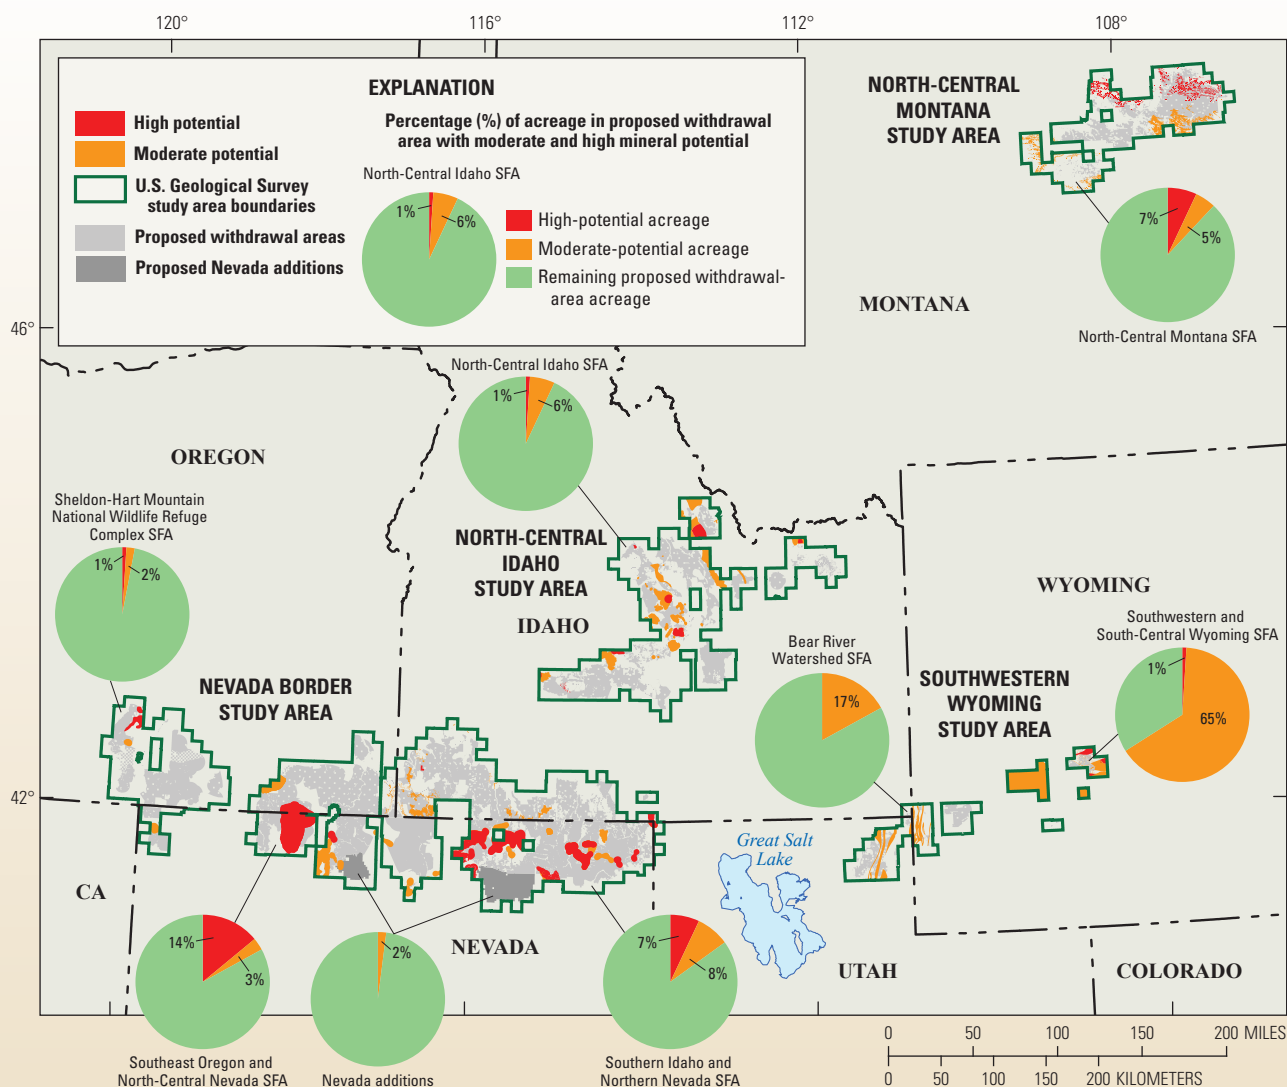 120°
116°
112°
108°
EXPLANATION
High potential
Moderate potential
U.S. Geological Survey
study area boundaries
Proposed withdrawal areas
Proposed Nevada additions
Percentage (%) of acreage in proposed withdrawal
area with moderate and high mineral potential
North-Central Idaho SFA
1%
6%
High-potential acreage
Moderate-potential acreage
Remaining proposed withdrawal-
area acreage
NORTH-CENTRAL
MONTANA
STUDY AREA
7%
5%
North-Central Montana SFA
MONTANA
46°
North-Central Idaho SFA
1%
6%
OREGON
Sheldon-Hart Mountain
National Wildlife Refuge
Complex SFA
1%
2%
NORTH-CENTRAL
IDAHO
STUDY AREA
IDAHO
WYOMING
Southwestern and
South-Central Wyoming SFA
1%
65%
Bear River
Watershed SFA
17%
SOUTHWESTERN
WYOMING
STUDY AREA
NEVADA BORDER
STUDY AREA
42°
Great Salt
Lake
CA
NEVADA
UTAH
COLORADO
14%
3%
Southeast Oregon and
North-Central Nevada SFA
2%
Nevada additions
7%
8%
Southern Idaho and
Northern Nevada SFA
0 50 100 150 200 MILES
0 50 100 150 200 KILOMETERS